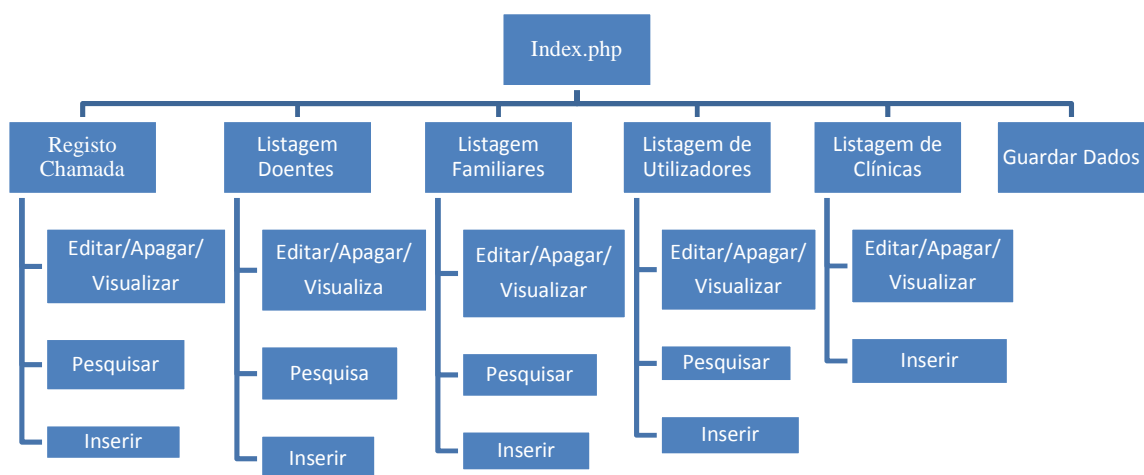 Index.php
Registo
Chamada
Listagem
Doentes
Listagem
Familiares
Listagem de
Utilizadores
Listagem de
Clínicas
Guardar Dados
Editar/Apagar/
Visualizar
Editar/Apagar/
Visualiza
Editar/Apagar/
Visualizar
Editar/Apagar/
Visualizar
Editar/Apagar/
Visualizar
Pesquisar
Pesquisa
Pesquisar
Pesquisar
Inserir
Inserir
Inserir
Inserir
Inserir